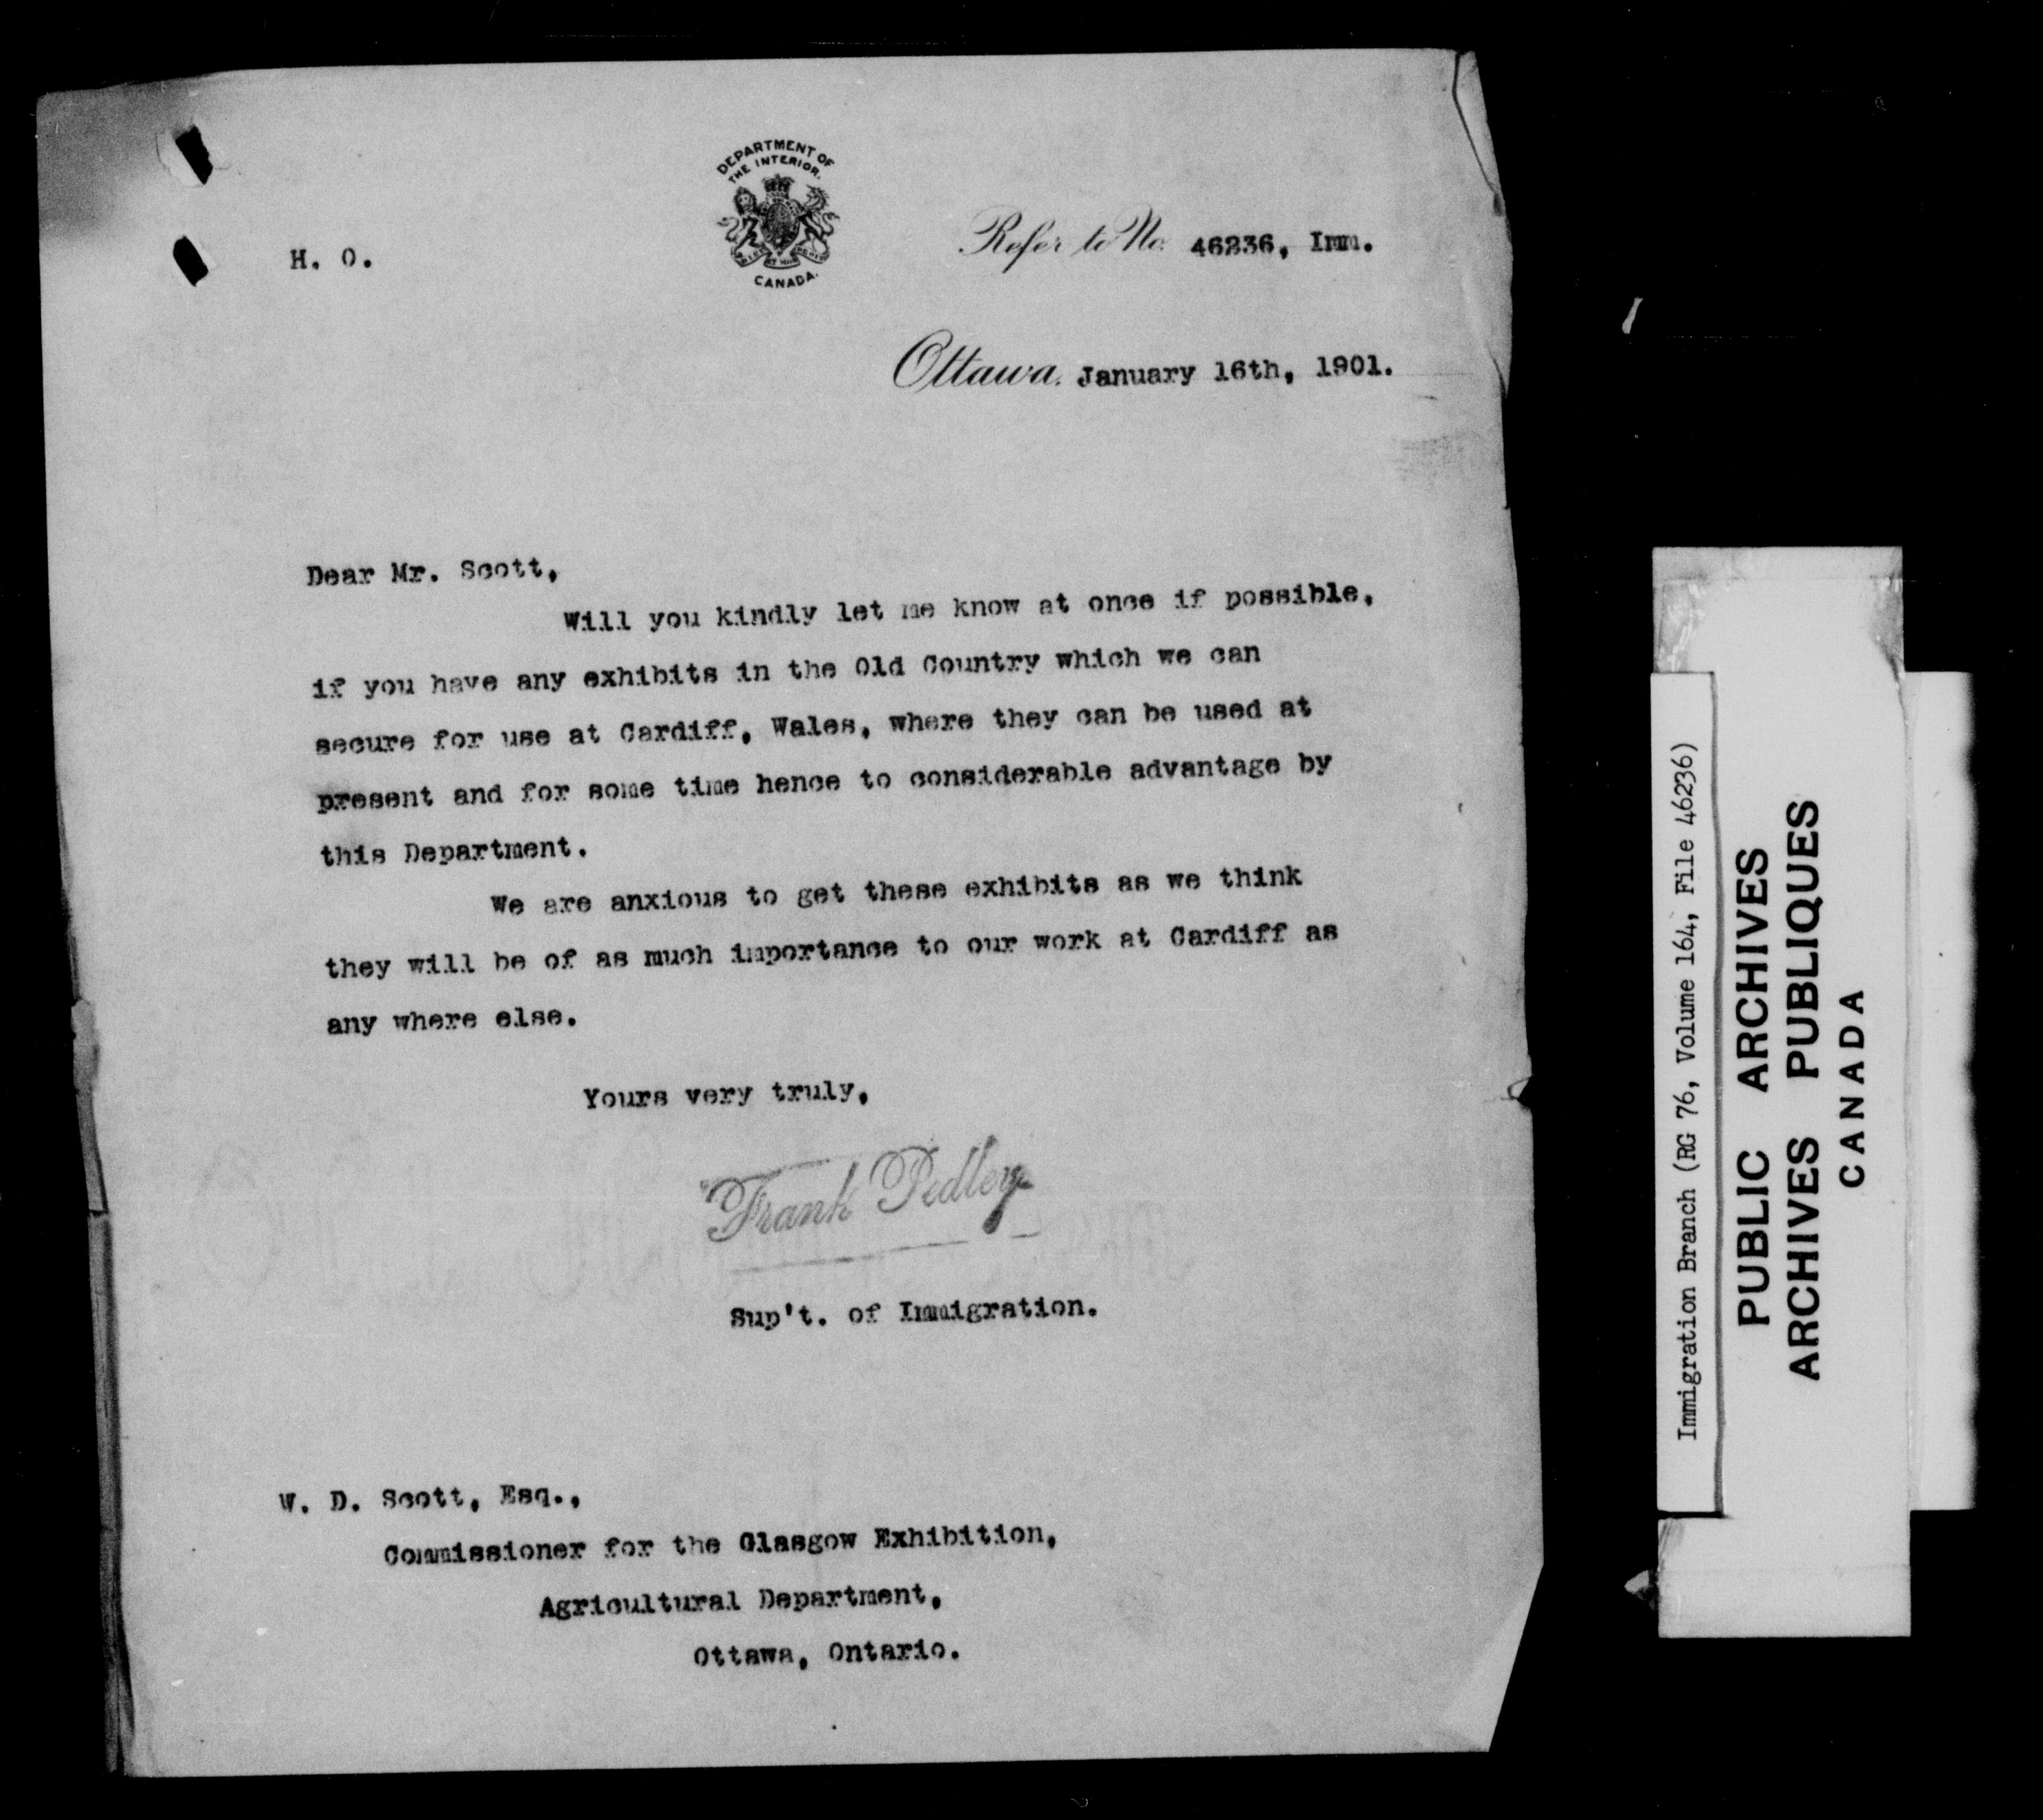 DEPARTMENT OF
THE INTERIOR.
CANADA.
H. O.
Refer to No. 46236, Imm.
Ottawa. January 16th, 1901.
Dear Mr. Scott,
Will you kindly let me know at once if possible,
if you have any exhibits in the Old Country which we can
secure for use at Cardiff, Wales, where they can be used at
present and for some time hence to considerable advantage by
this Department.
We are anxious to get these exhibits as we think
they will be of as much importance to our work at Cardiff as
any where else.
Yours very truly,
Frank Pedley
Sup't. of Immigration.
W. D. Scott, Esq.,
Commissioner for the Glasgow Exhibition,
Agricultural Department,
Ottawa, Ontario.
Immigration Branch (RG 76, Volume 164, File 46236)
PUBLIC ARCHIVES
ARCHIVES PUBLIQUES
CANADA